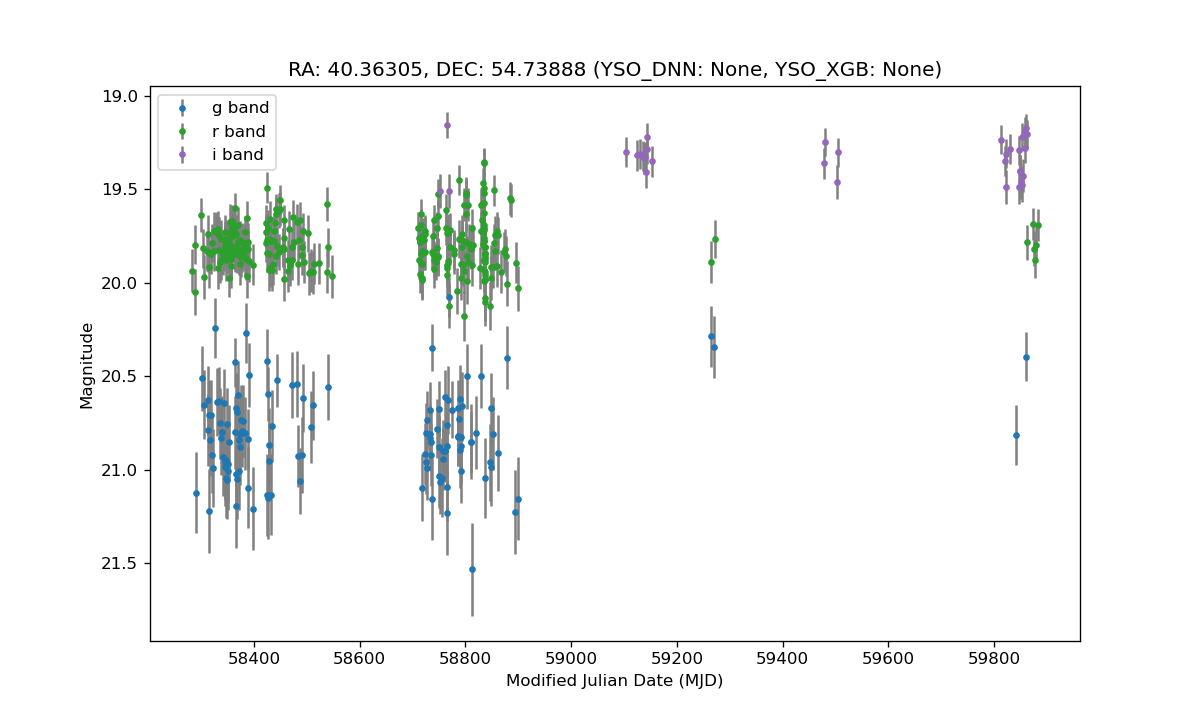 RA: 40.36305, DEC: 54.73888 (YSO_DNN: None, YSO_XGB: None)
g band
r band
i band
19.0
19.5
20.0
20.5
21.0
21.5
Magnitude
58400
58600
58800
59000
59200
59400
59600
59800
Modified Julian Date (MJD)